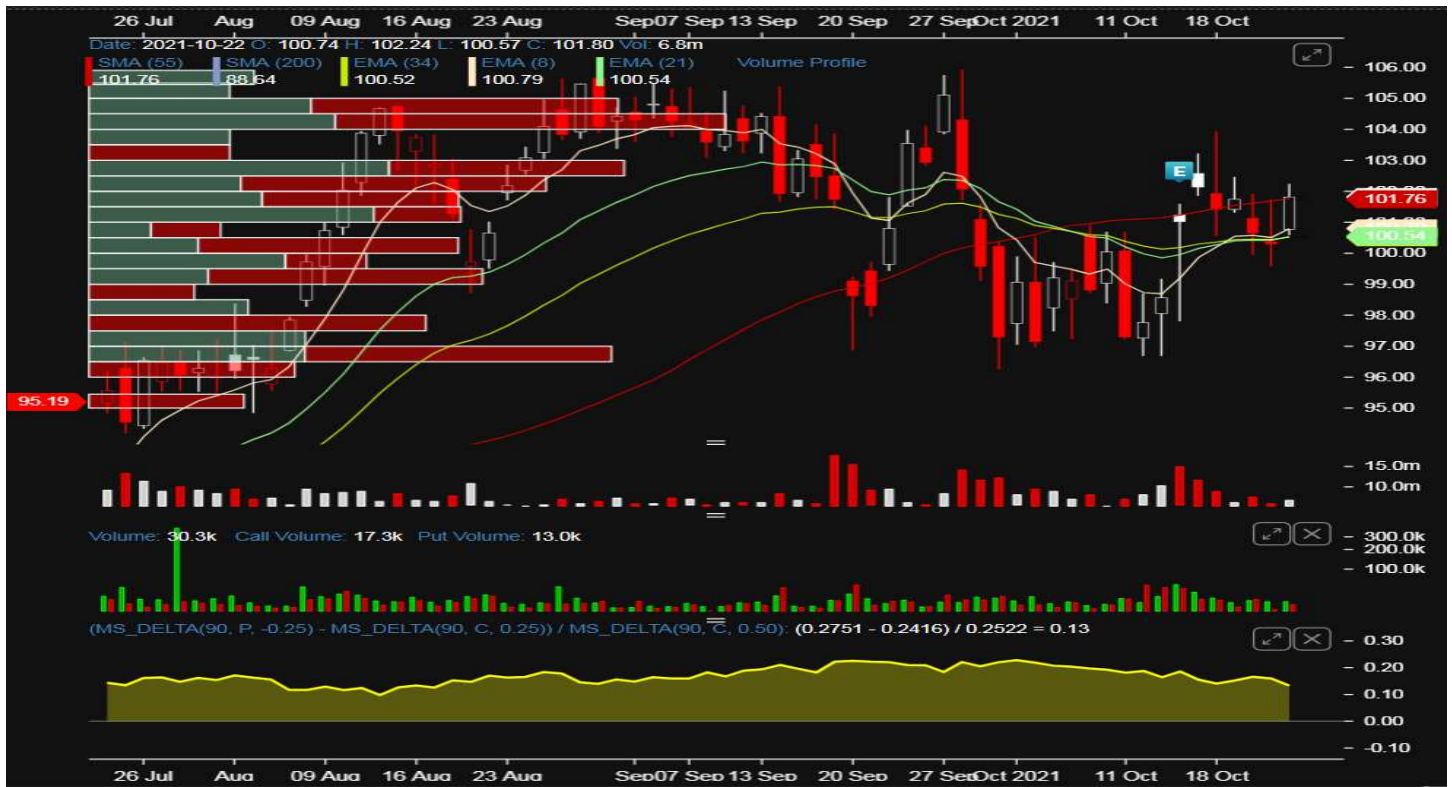 26 Jul Aug 09 Aug 16 Aug 23 Aug Sep 07 Sep 13 Sep 20 Sep 27 Sep Oct 2021 11 Oct 18 Oct
Date: 2021-10-22 O: 100.74 H: 102.24 L: 100.57 C: 101.80 Vol: 6.8m
SMA (55) SMA (200) EMA (34) EMA (8) EMA (21) Volume Profile
101.76 88.64 100.52 100.79 100.54
106.00
105.00
104.00
103.00
E
101.76
100.54
100.00
99.00
98.00
97.00
96.00
95.19
95.00
15.0m
10.0m
Volume: 30.3k Call Volume: 17.3k Put Volume: 13.0k
300.0k
200.0k
100.0k
(MS_DELTA(90, P, -0.25) - MS_DELTA(90, C, 0.25)) / MS_DELTA(90, C, 0.50): (0.2751 - 0.2416) / 0.2522 = 0.13
0.30
0.20
0.10
0.00
-0.10
26 Jul Aug 09 Aug 16 Aug 23 Aug Sep 07 Sep 13 Sep 20 Sep 27 Sep Oct 2021 11 Oct 18 Oct